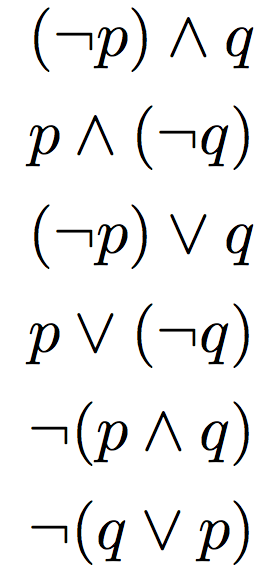 (¬p) ∧ q
p ∧ (¬q)
(¬p) ∨ q
p ∨ (¬q)
¬(p ∧ q)
¬(q ∨ p)